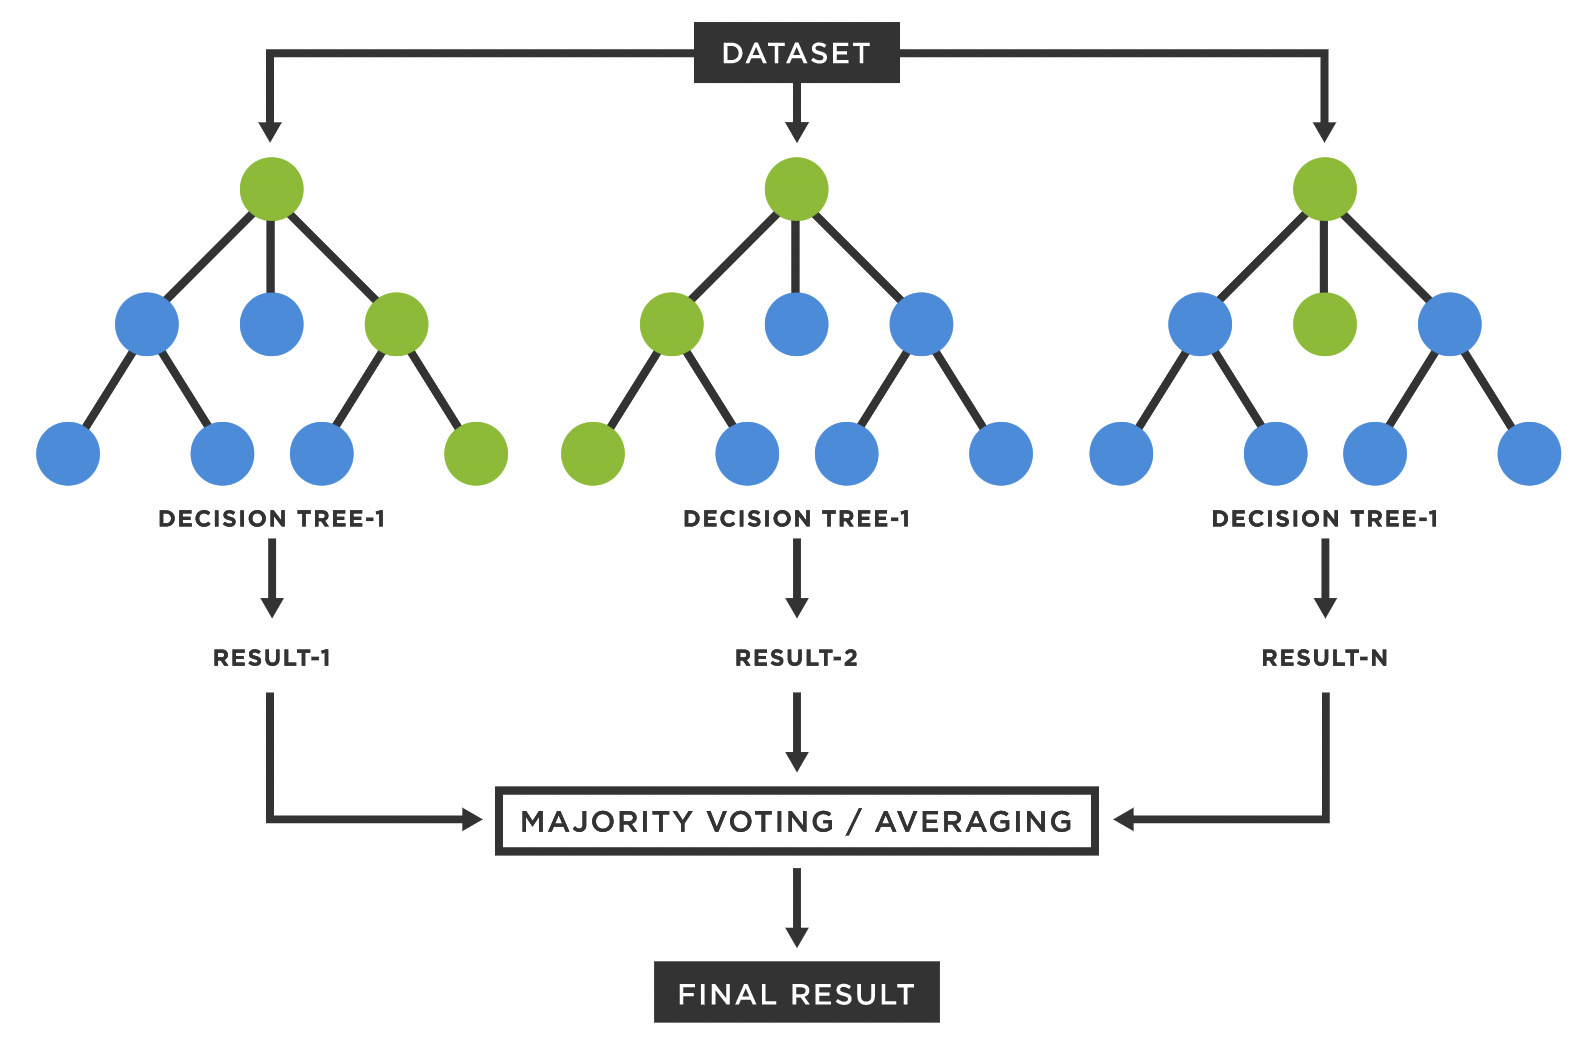 DATASET
DECISION TREE-1
DECISION TREE-1
DECISION TREE-1
RESULT-1
RESULT-2
RESULT-N
MAJORITY VOTING / AVERAGING
FINAL RESULT